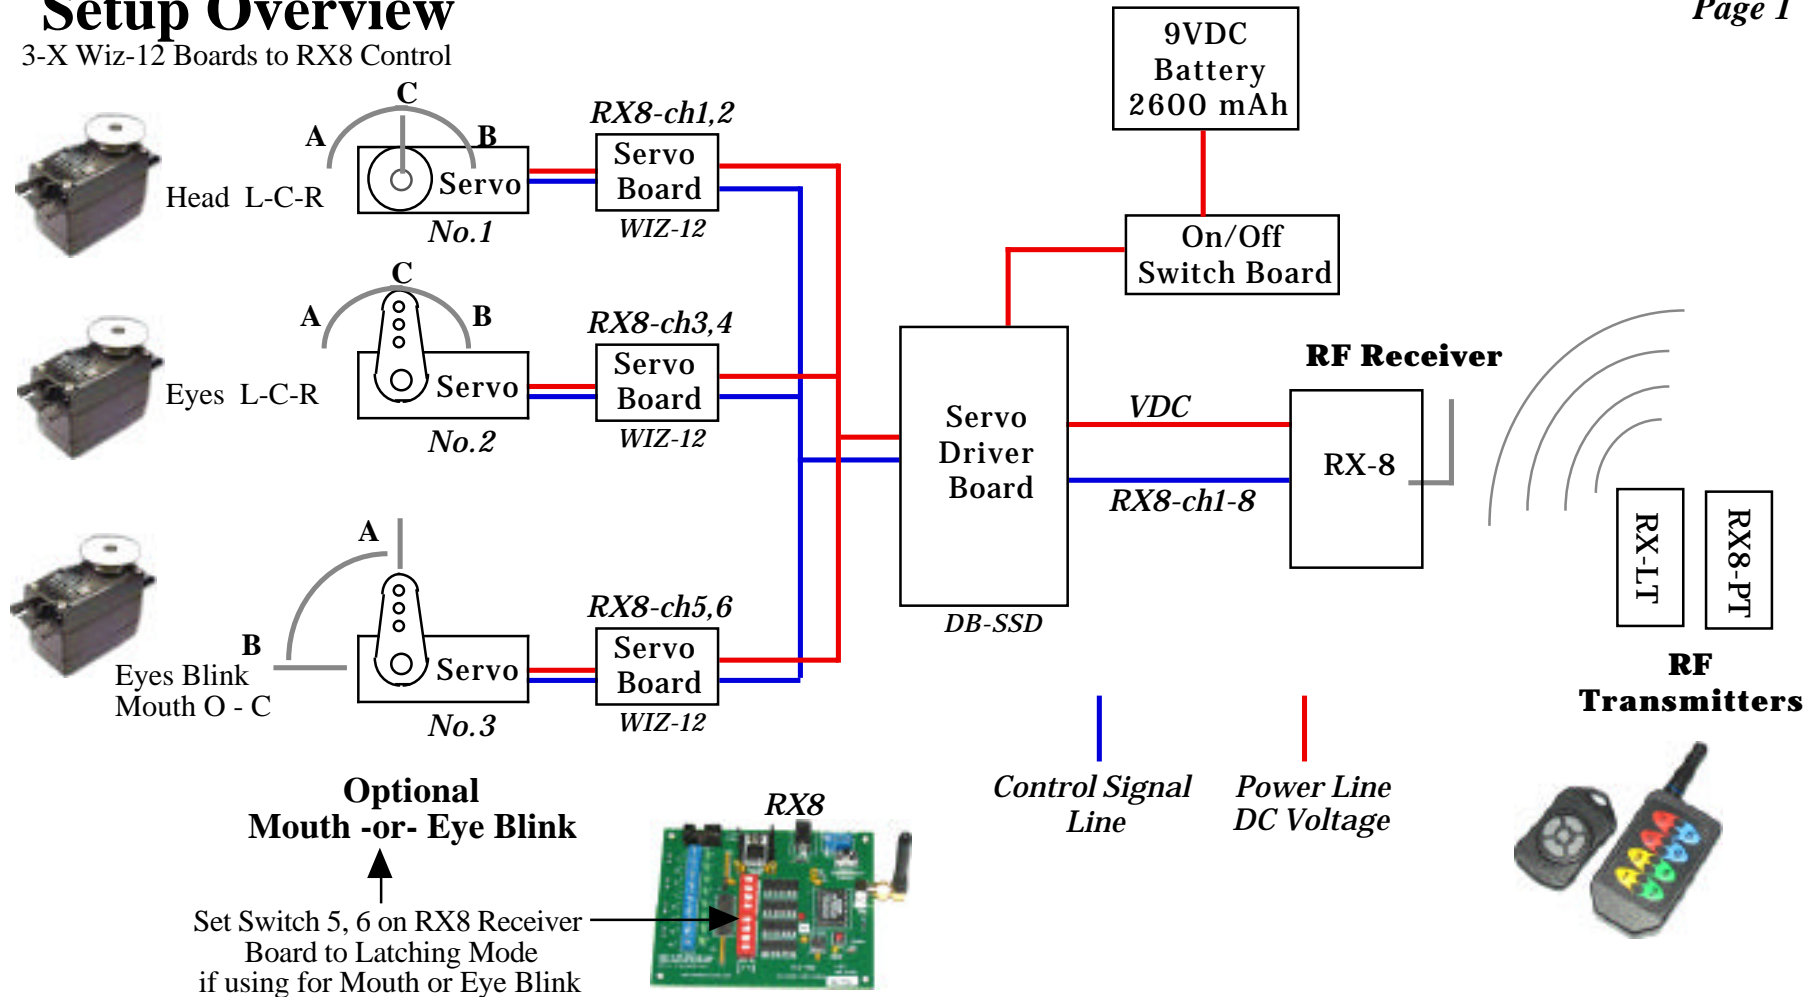 Setup Overview
Page 1
3-X Wiz-12 Boards to RX8 Control
9VDC
Battery
2600 mAh
C
A
B
RX8-ch1,2
Servo
Board
WIZ-12
Head L-C-R
Servo
No.1
On/Off
Switch Board
C
A
B
RX8-ch3,4
Servo
Board
WIZ-12
Eyes L-C-R
Servo
No.2
Servo
Driver
Board
DB-SSD
VDC
RX8-ch1-8
RF Receiver
RX-8
RX-LT
RX8-PT
RF
Transmitters
A
B
RX8-ch5,6
Servo
Board
WIZ-12
Eyes Blink
Mouth O - C
Servo
No.3
Control Signal
Line
Power Line
DC Voltage
Optional
Mouth -or- Eye Blink
RX8
Set Switch 5, 6 on RX8 Receiver
Board to Latching Mode
if using for Mouth or Eye Blink